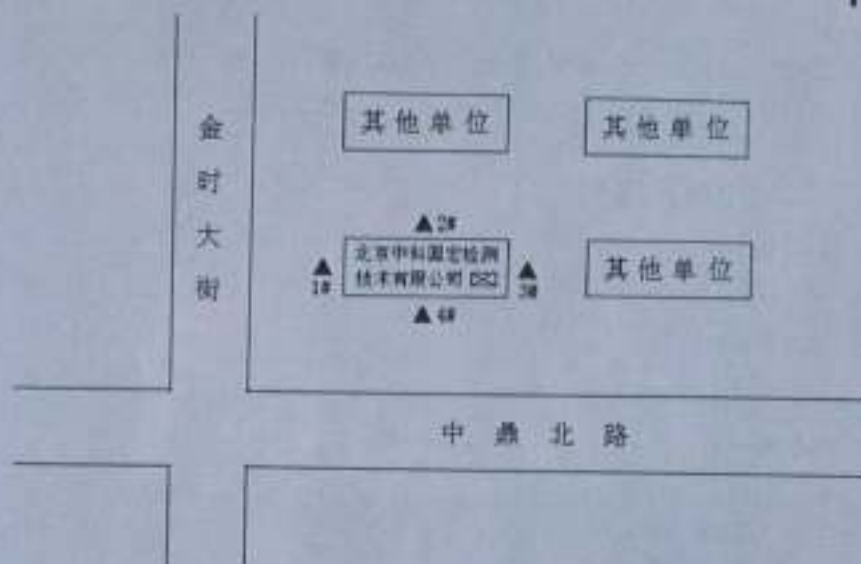 金时大街
其他单位
其他单位
▲2#
北京中科国宏检测
技术有限公司
▲
1#
▲
3#
其他单位
▲4#
中鼎北路